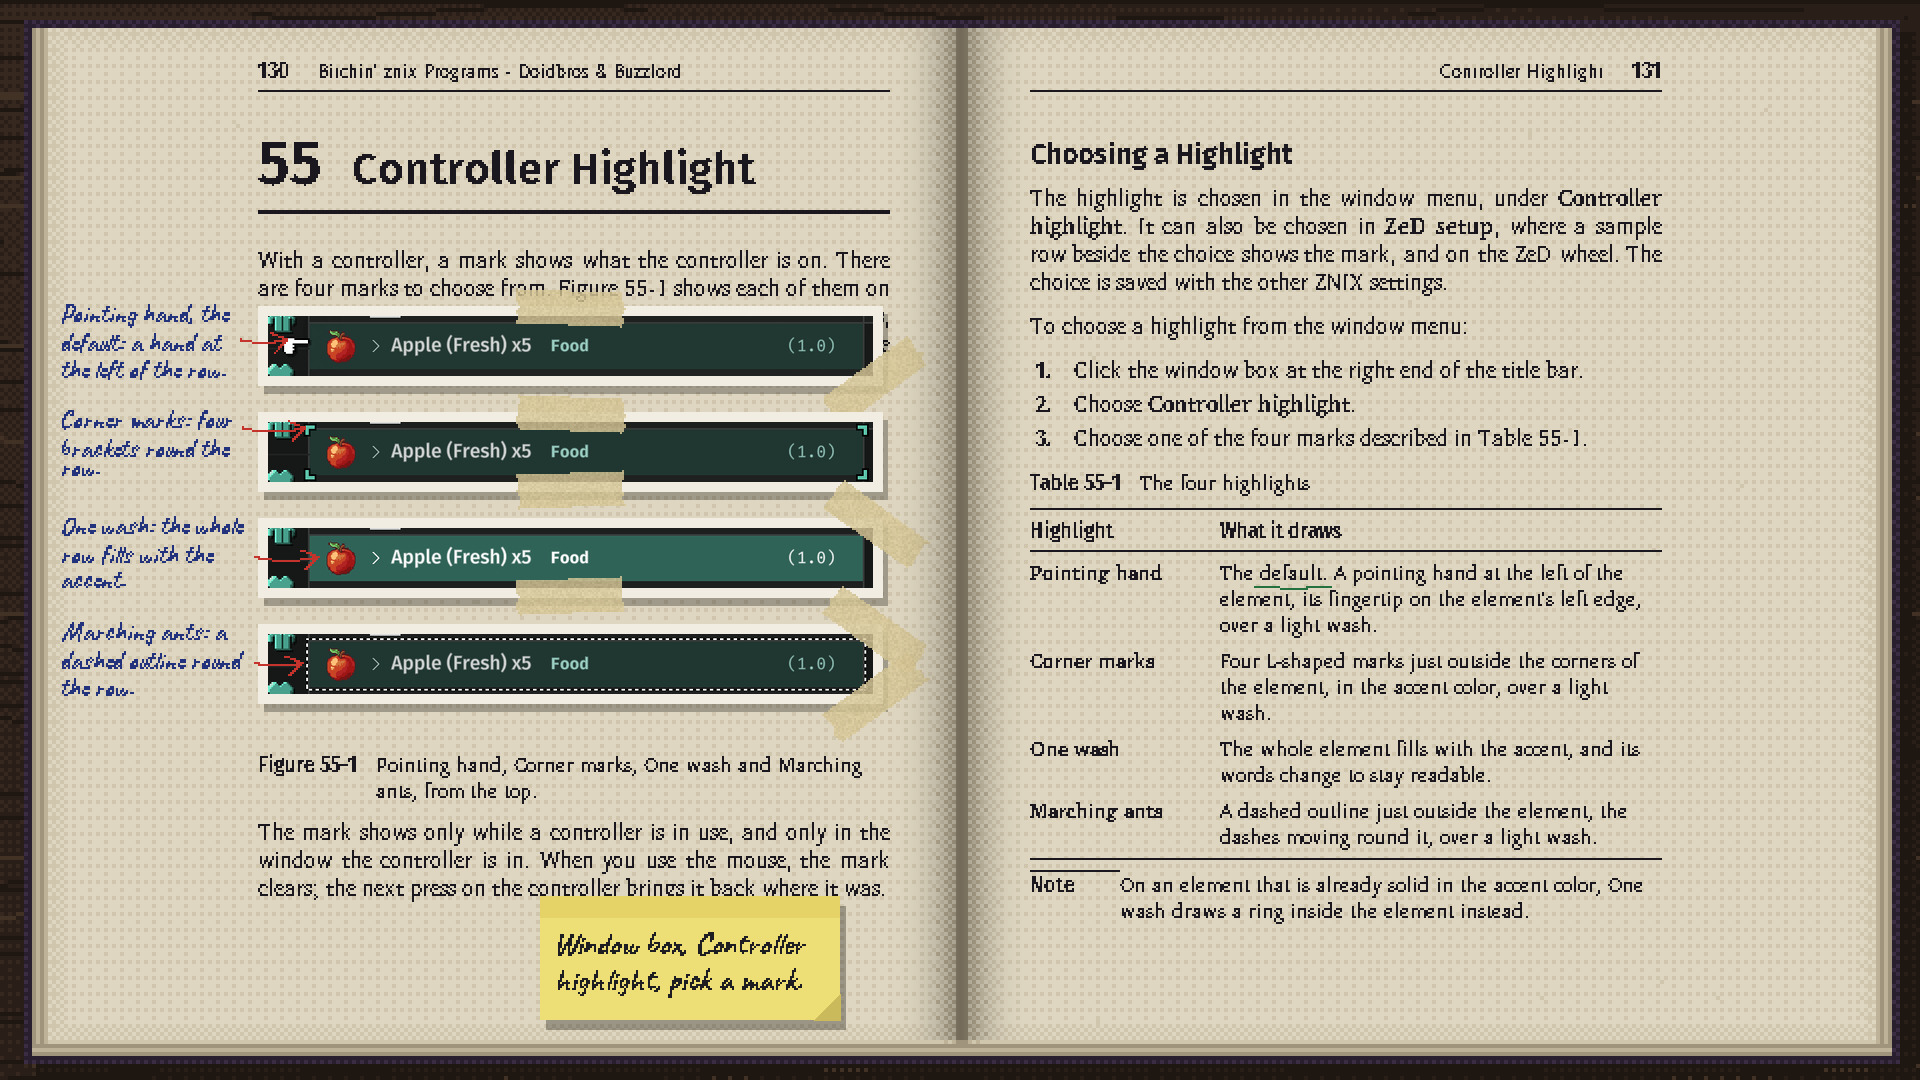 130 Birchin' znix Programs - Doidbros & Buzzlord
55 Controller Highlight
With a controller, a mark shows what the controller is on. There
are four marks to choose from. Figure 55-1 shows each of them on
Pointing hand, the
default: a hand at
the left of the row.
Apple (Fresh) x5 Food (1.0)
Corner marks: four
brackets round the
row.
Apple (Fresh) x5 Food (1.0)
One wash: the whole
row fills with the
accent.
Apple (Fresh) x5 Food (1.0)
Marching ants: a
dashed outline round
the row.
Apple (Fresh) x5 Food (1.0)
Figure 55-1 Pointing hand, Corner marks, One wash and Marching
ants, from the top.
The mark shows only while a controller is in use, and only in the
window the controller is in. When you use the mouse, the mark
clears; the next press on the controller brings it back where it was.
Window box, Controller
highlight, pick a mark.
Controller Highlight 131
Choosing a Highlight
The highlight is chosen in the window menu, under Controller
highlight. It can also be chosen in ZeD setup, where a sample
row beside the choice shows the mark, and on the ZeD wheel. The
choice is saved with the other ZNIX settings.
To choose a highlight from the window menu:
1. Click the window box at the right end of the title bar.
2. Choose Controller highlight.
3. Choose one of the four marks described in Table 55-1.
Table 55-1 The four highlights
Highlight What it draws
Pointing hand The default. A pointing hand at the left of the
element, its fingertip on the element's left edge,
over a light wash.
Corner marks Four L-shaped marks just outside the corners of
the element, in the accent color, over a light
wash.
One wash The whole element fills with the accent, and its
words change to stay readable.
Marching ants A dashed outline just outside the element, the
dashes moving round it, over a light wash.
Note On an element that is already solid in the accent color, One
wash draws a ring inside the element instead.